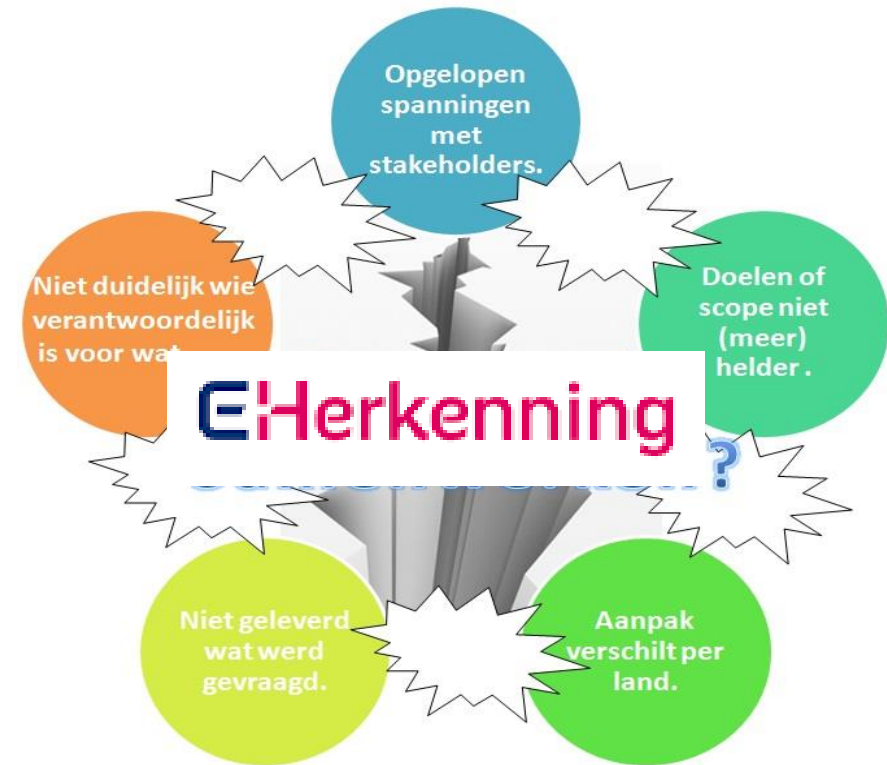 Opgelopen
spanningen
met
stakeholders.
Doelen of
scope niet
(meer)
helder .
Niet duidelijk wie
verantwoordelijk
is voor wat
eHerkenning
?
Niet geleverd
wat werd
gevraagd.
Aanpak
verschilt per
land.